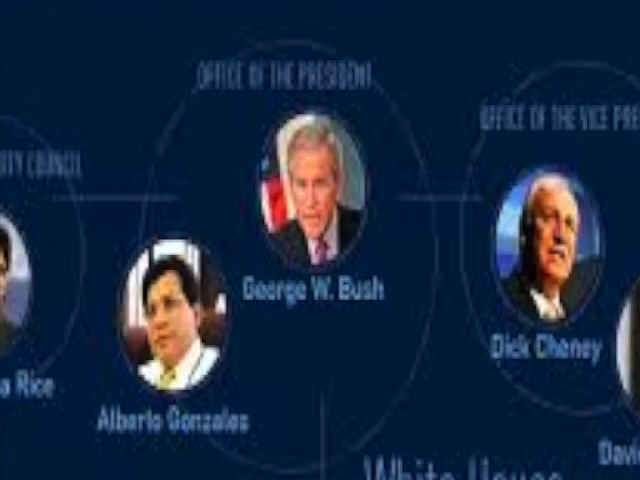 OFFICE OF THE PRESIDENT
OFFICE OF THE VICE PRE
ITY COUNCIL
George W. Bush
Dick Cheney
a Rice
Alberto Gonzales
Davi
White House